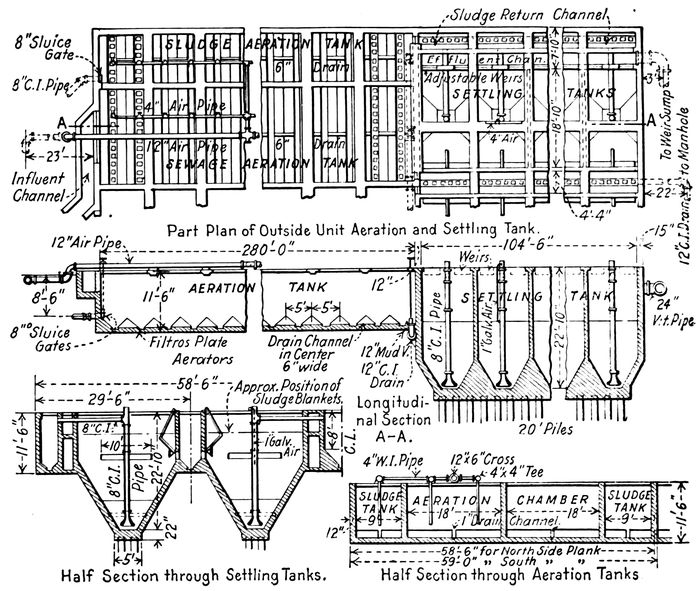 Sludge Return Channel
8" Sluice
Gate
SLUDGE AERATION TANK
6" Drain
7'-10"
Effluent Chan.
Adjustable Weirs
8" C.I. Pipe
SETTLING TANKS
4" Air Pipe
A
A
12" Air Pipe
6" Drain
4" Air
18'-10"
SEWAGE AERATION TANK
23
Influent
Channel
22"
4'-4"
To Weir Sump
12" C.I. Drain to Manhole
Part Plan of Outside Unit Aeration and Settling Tank.
12" Air Pipe
280'-0"
104'-6"
15"
Weirs
AERATION TANK
11'-6"
12"
SETTLING TANK
8'-6"
5' 5'
8" C.I. Pipe
1" Galv. Air
22'-10"
24"
V.t. Pipe
8" Sluice
Gates
Filtros Plate
Aerators
Drain Channel
in Center
6" wide
12" Mud V.
12" C.I.
Drain
58'-6"
29'-6"
Approx. Position of
Sludge Blankets.
Longitudi-
nal Section
A-A.
20' Piles
11'-6"
8" C.I.
10'
8" C.I. Pipe
22'-10"
1" Galv.
Air
8'
C.L.
22"
5'
Half Section through Settling Tanks.
4" W.I. Pipe
12"x6" Cross
4"x4" Tee
SLUDGE
TANK
9'
AERATION CHAMBER
18' 18'
SLUDGE
TANK
9'
11'-6"
12"
1" Drain Channel
58'-6" for North Side Plank
59'-0" " South " "
Half Section through Aeration Tanks